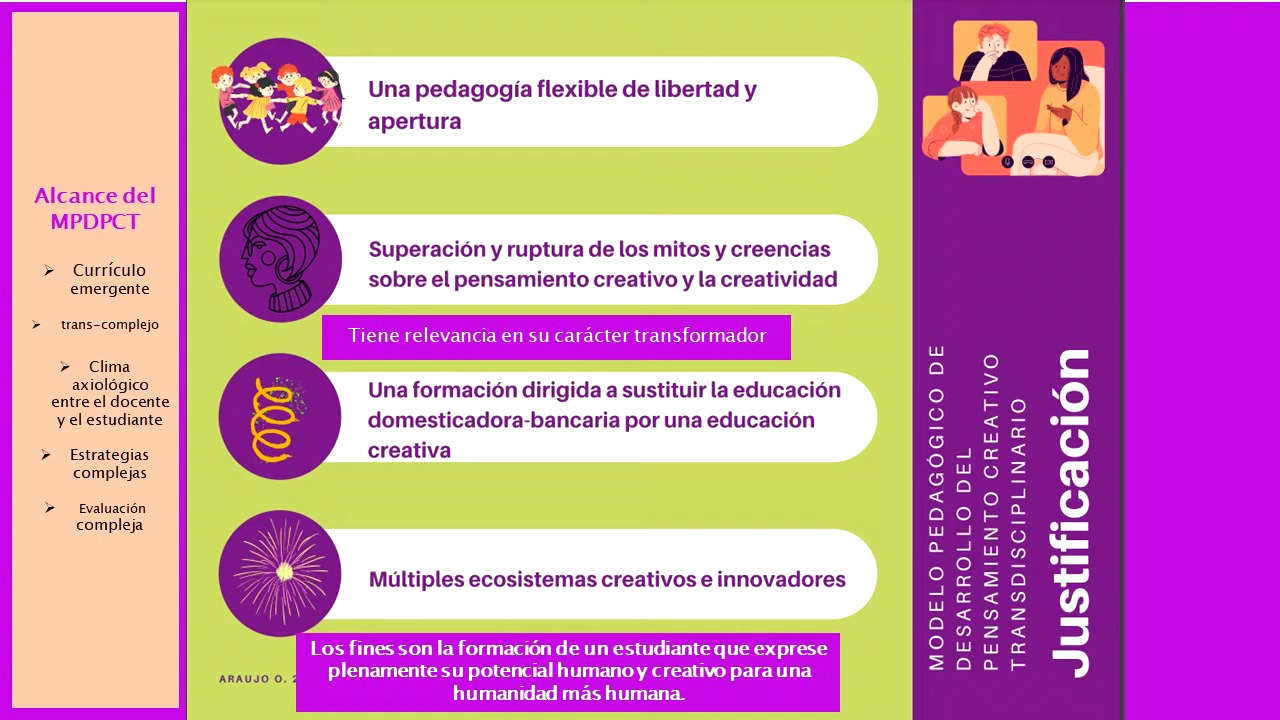 Alcance del
MPDPCT
Currículo
emergente
trans-complejo
Clima
axiológico
entre el docente
y el estudiante
Estrategias
complejas
Evaluación
compleja
Una pedagogía flexible de libertad y
apertura
Superación y ruptura de los mitos y creencias
sobre el pensamiento creativo y la creatividad
Tiene relevancia en su carácter transformador
Una formación dirigida a sustituir la educación
domesticadora-bancaria por una educación
creativa
Múltiples ecosistemas creativos e innovadores
Los fines son la formación de un estudiante que exprese
plenamente su potencial humano y creativo para una
humanidad más humana.
ARAUJO O.
MODELO PEDAGÓGICO DE
DESARROLLO DEL
PENSAMIENTO CREATIVO
TRANSDISCIPLINARIO
Justificación